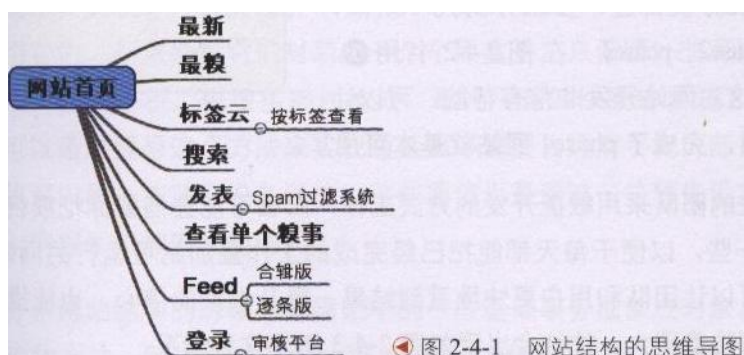 最新
最糗
网站首页
标签云 按标签查看
搜索
发表 Spam过滤系统
查看单个糗事
Feed 合辑版
逐条版
登录 审核平台
图 2-4-1 网站结构的思维导图